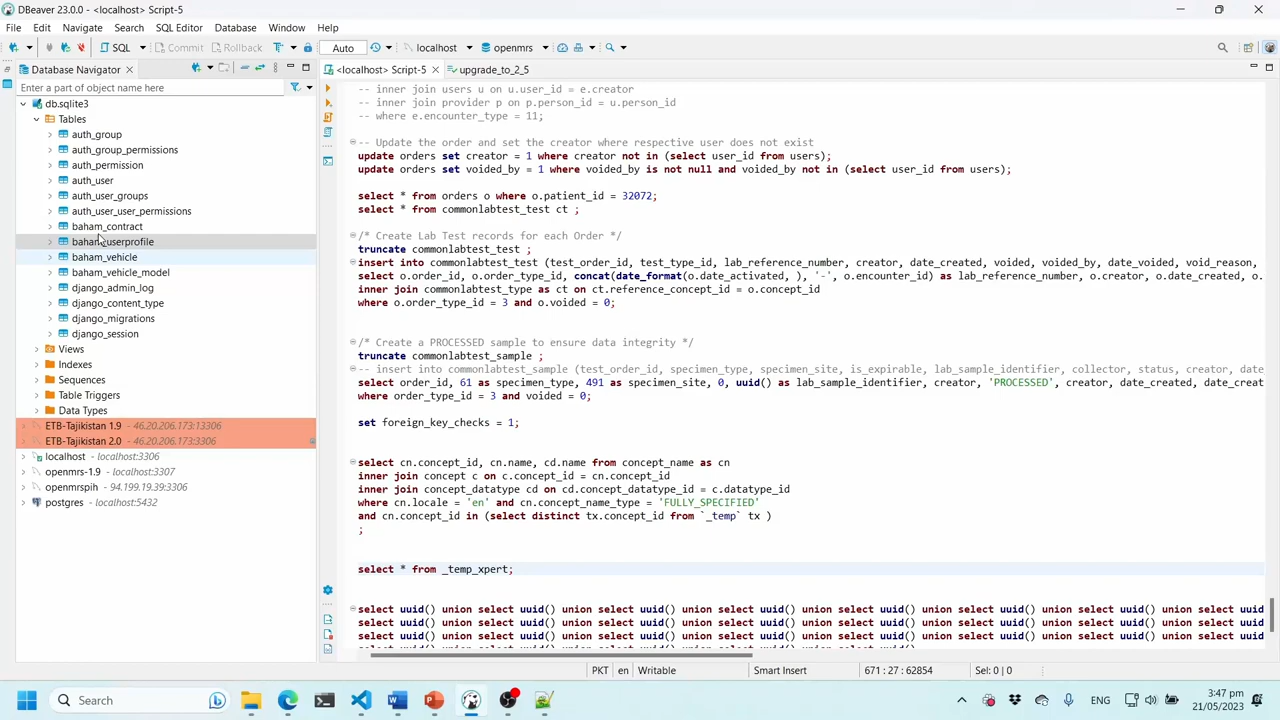 DBeaver 23.0.0 - <localhost> Script-5
File Edit Navigate Search SQL Editor Database Window Help
SQL Commit Rollback Auto localhost openmrs
Database Navigator
Enter a part of object name here
db.sqlite3
Tables
auth_group
auth_group_permissions
auth_permission
auth_user
auth_user_groups
auth_user_user_permissions
baham_contract
baham_userprofile
baham_vehicle
baham_vehicle_model
django_admin_log
django_content_type
django_migrations
django_session
Views
Indexes
Sequences
Table Triggers
Data Types
ETB-Tajikistan 1.9 - 46.20.206.173:13306
ETB-Tajikistan 2.0 - 46.20.206.173:3306
localhost - localhost:3306
openmrs-1.9 - localhost:3307
openmrspih - 94.199.19.39:3306
postgres - localhost:5432
<localhost> Script-5
upgrade_to_2_5
-- inner join users u on u.user_id = e.creator
-- inner join provider p on p.person_id = u.person_id
-- where e.encounter_type = 11;
-- Update the order and set the creator where respective user does not exist
update orders set creator = 1 where creator not in (select user_id from users);
update orders set voided_by = 1 where voided_by is not null and voided_by not in (select user_id from users);
select * from orders o where o.patient_id = 32072;
select * from commonlabtest_test ct ;
/* Create Lab Test records for each Order */
truncate commonlabtest_test ;
insert into commonlabtest_test (test_order_id, test_type_id, lab_reference_number, creator, date_created, voided, voided_by, date_voided, void_reason,
select o.order_id, o.order_type_id, concat(date_format(o.date_activated, ), '-', o.encounter_id) as lab_reference_number, o.creator, o.date_created, o.
inner join commonlabtest_type as ct on ct.reference_concept_id = o.concept_id
where o.order_type_id = 3 and o.voided = 0;
/* Create a PROCESSED sample to ensure data integrity */
truncate commonlabtest_sample ;
-- insert into commonlabtest_sample (test_order_id, specimen_type, specimen_site, is_expirable, lab_sample_identifier, collector, status, creator, date
select order_id, 61 as specimen_type, 491 as specimen_site, 0, uuid() as lab_sample_identifier, creator, 'PROCESSED', creator, date_created, date_creat
where order_type_id = 3 and voided = 0;
set foreign_key_checks = 1;
select cn.concept_id, cn.name, cd.name from concept_name as cn
inner join concept c on c.concept_id = cn.concept_id
inner join concept_datatype cd on cd.concept_datatype_id = c.datatype_id
where cn.locale = 'en' and cn.concept_name_type = 'FULLY_SPECIFIED'
and cn.concept_id in (select distinct tx.concept_id from `_temp` tx )
;
select * from _temp_xpert;
select uuid() union select uuid() union select uuid() union select uuid() union select uuid() union select uuid() union select uuid() union select uuid
select uuid() union select uuid() union select uuid() union select uuid() union select uuid() union select uuid() union select uuid() union select uuid
select uuid() union select uuid() union select uuid() union select uuid() union select uuid() union select uuid() union select uuid() union select uuid
PKT en Writable Smart Insert 671 : 27 : 62854 Sel: 0 | 0
Search
ENG
3:47 pm
21/05/2023